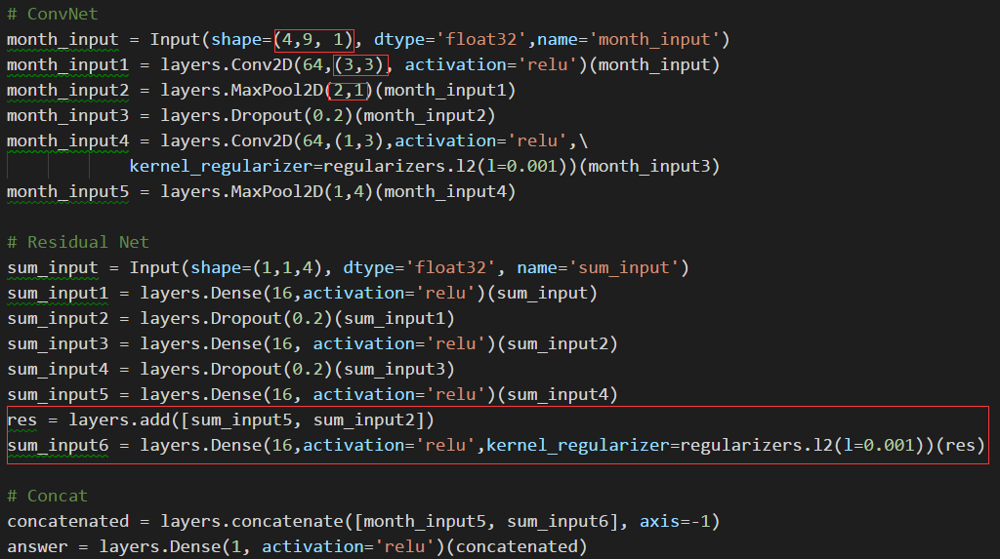 # ConvNet
month_input = Input(shape=(4,9, 1), dtype='float32',name='month_input')
month_input1 = layers.Conv2D(64,(3,3), activation='relu')(month_input)
month_input2 = layers.MaxPool2D(2,1)(month_input1)
month_input3 = layers.Dropout(0.2)(month_input2)
month_input4 = layers.Conv2D(64,(1,3),activation='relu',\
            kernel_regularizer=regularizers.l2(l=0.001))(month_input3)
month_input5 = layers.MaxPool2D(1,4)(month_input4)

# Residual Net
sum_input = Input(shape=(1,1,4), dtype='float32', name='sum_input')
sum_input1 = layers.Dense(16,activation='relu')(sum_input)
sum_input2 = layers.Dropout(0.2)(sum_input1)
sum_input3 = layers.Dense(16, activation='relu')(sum_input2)
sum_input4 = layers.Dropout(0.2)(sum_input3)
sum_input5 = layers.Dense(16, activation='relu')(sum_input4)
res = layers.add([sum_input5, sum_input2])
sum_input6 = layers.Dense(16,activation='relu',kernel_regularizer=regularizers.l2(l=0.001))(res)

# Concat
concatenated = layers.concatenate([month_input5, sum_input6], axis=-1)
answer = layers.Dense(1, activation='relu')(concatenated)